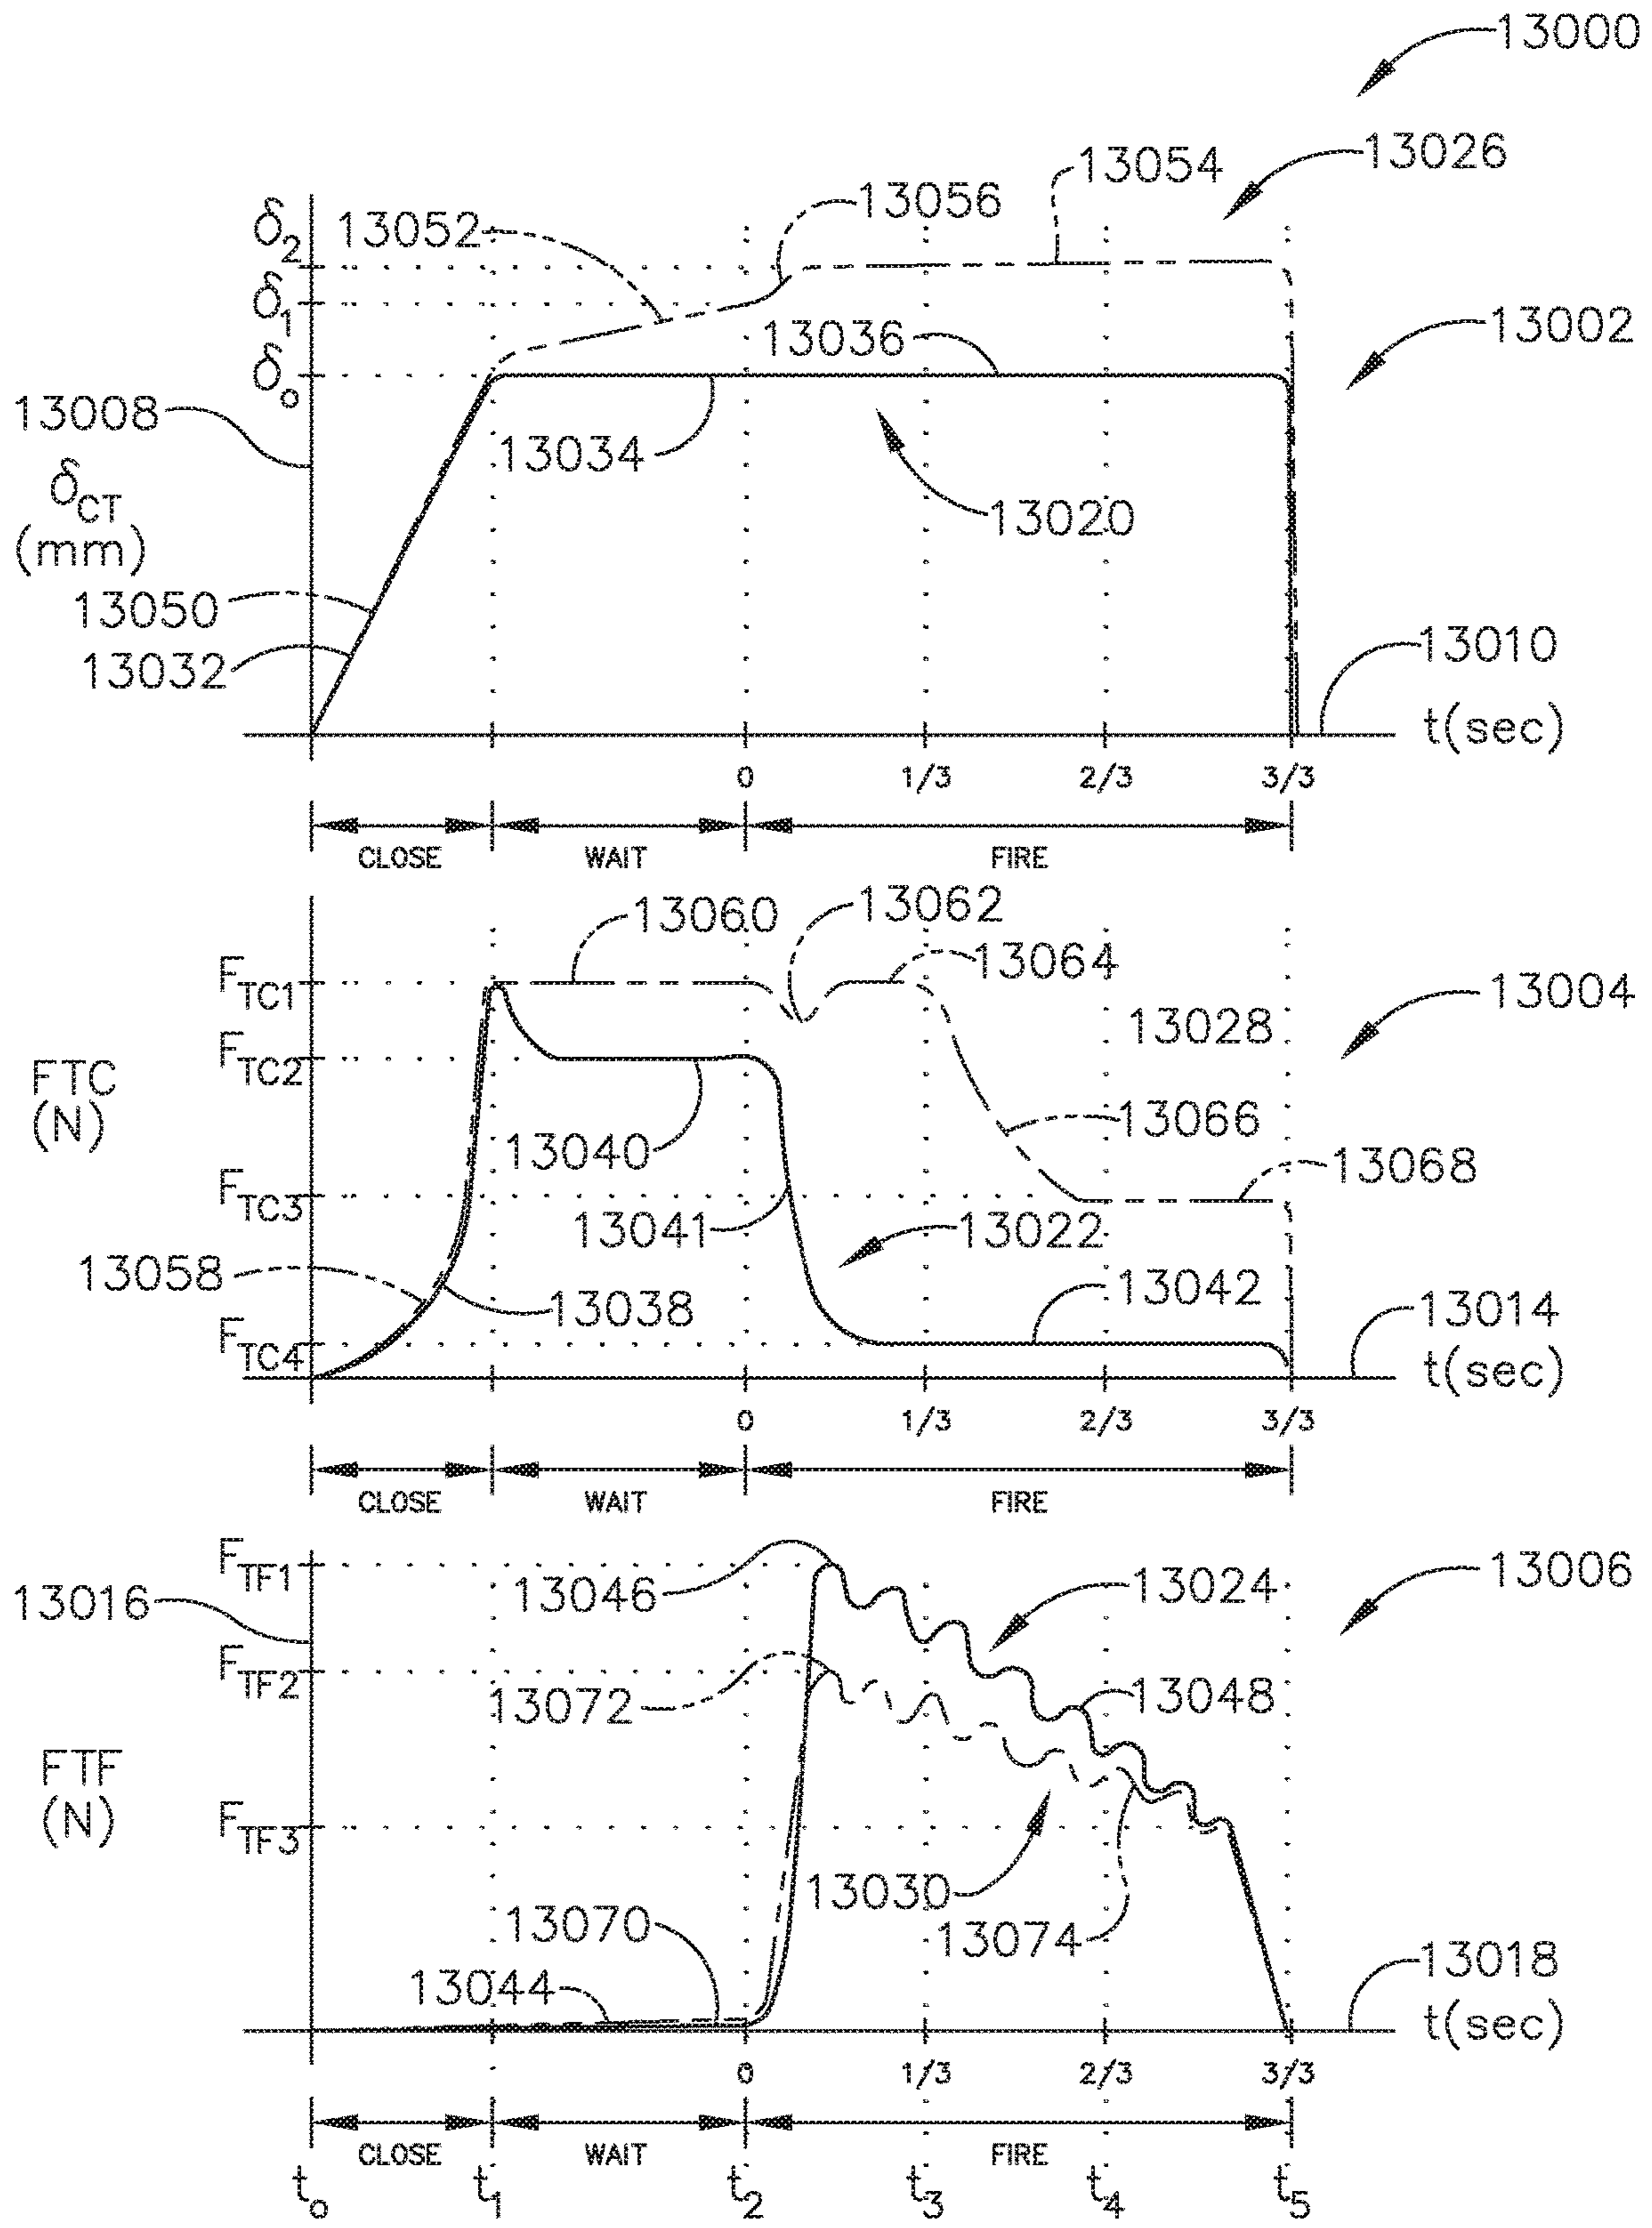 13000
13026
13054
13056
13052
δ2
δ1
13002
13036
δo
13008
13034
δCT
(mm)
13020
13050
13032
13010
t(sec)
0 1/3 2/3 3/3
CLOSE WAIT FIRE
13060
13062
13064
FTC1
13004
13028
FTC2
FTC
(N)
13040
13066
13068
FTC3
13041
13022
13058
13038
13042
13014
FTC4
t(sec)
0 1/3 2/3 3/3
CLOSE WAIT FIRE
FTF1
13046
13024
13006
13016
FTF2
13072
13048
FTF
(N)
FTF3
13030
13070
13074
13044
13018
t(sec)
0 1/3 2/3 3/3
CLOSE WAIT FIRE
to t1 t2 t3 t4 t5